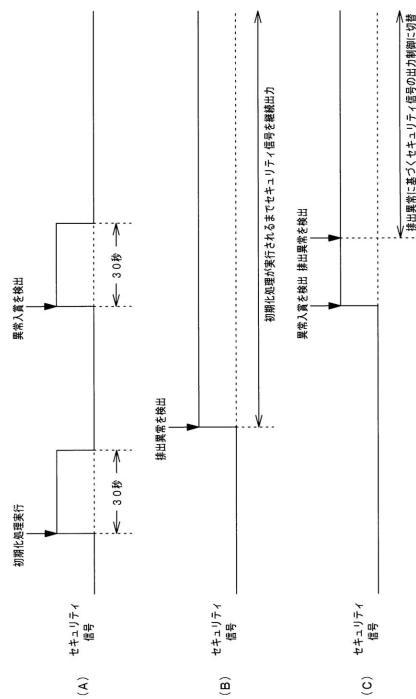 (A)
セキュリティ
信号
初期化処理実行
30秒
異常入賞を検出
30秒
(B)
セキュリティ
信号
排出異常を検出
初期化処理が実行されるまでセキュリティ信号を継続出力
(C)
セキュリティ
信号
異常入賞を検出
排出異常を検出
排出異常に基づくセキュリティ信号の出力制御に切替